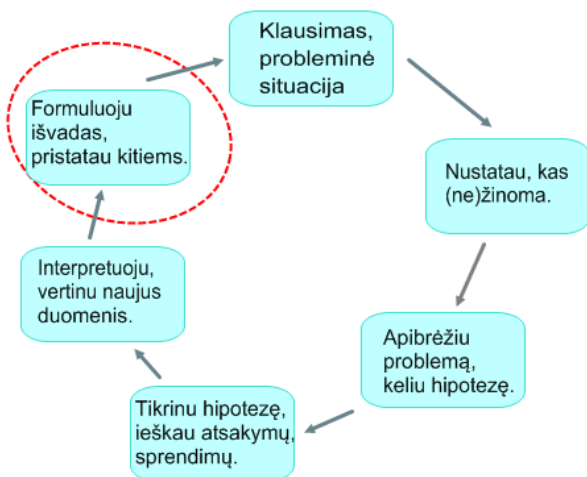 Klausimas,
probleminė
situacija
Nustatau, kas
(ne)žinoma.
Apibrėžiu
problemą,
keliu hipotezę.
Tikrinu hipotezę,
ieškau atsakymų,
sprendimų.
Interpretuoju,
vertinu naujus
duomenis.
Formuluoju
išvadas,
pristatau kitiems.